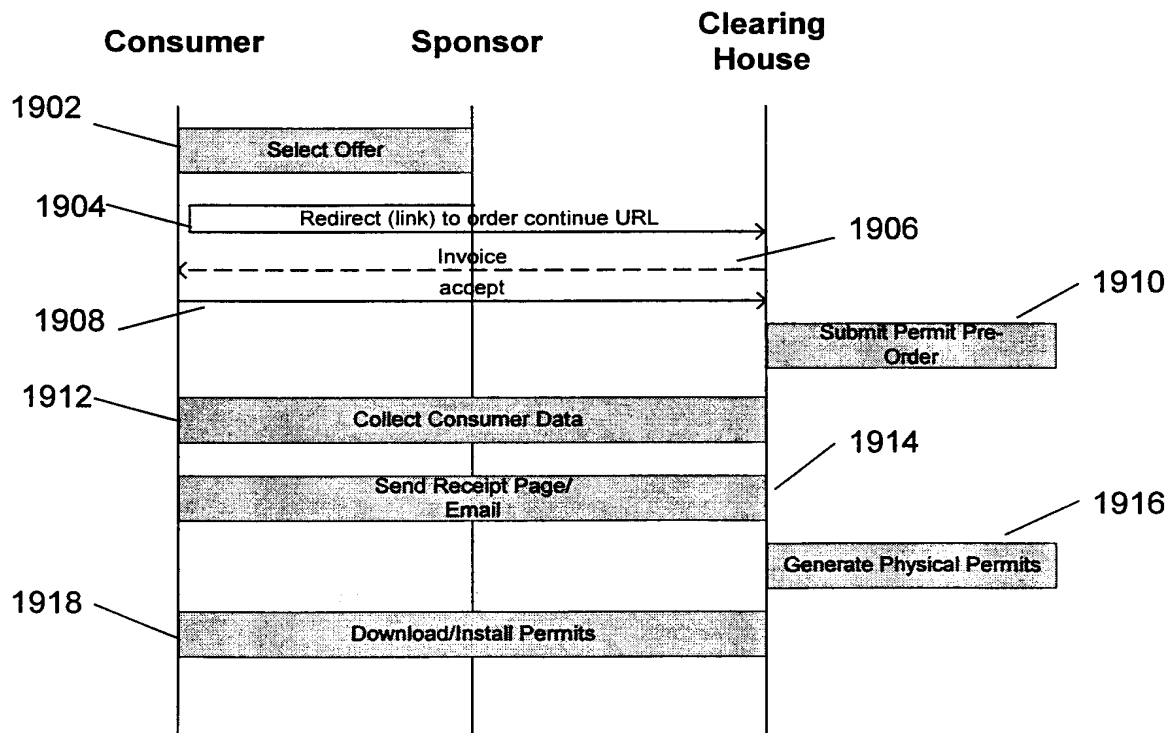 Consumer
Sponsor
Clearing
House
1902
Select Offer
1904
Redirect (link) to order continue URL
1906
Invoice
accept
1908
1910
Submit Permit Pre-
Order
1912
Collect Consumer Data
1914
Send Receipt Page/
Email
1916
Generate Physical Permits
1918
Download/Install Permits